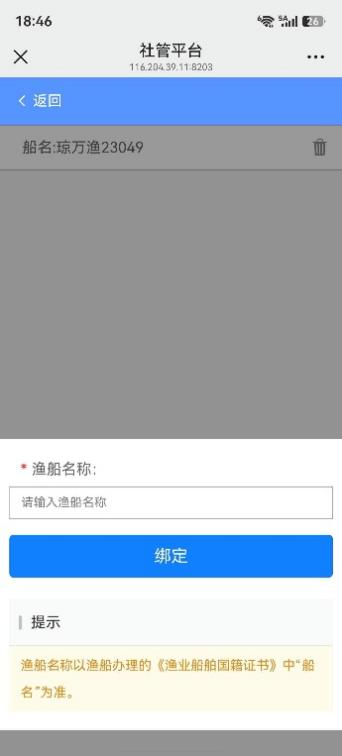 18:46
26
社管平台
116.204.39.11:8203
返回
船名:琼万渔23049
* 渔船名称:
请输入渔船名称
绑定
提示
渔船名称以渔船办理的《渔业船舶国籍证书》中“船
名”为准。